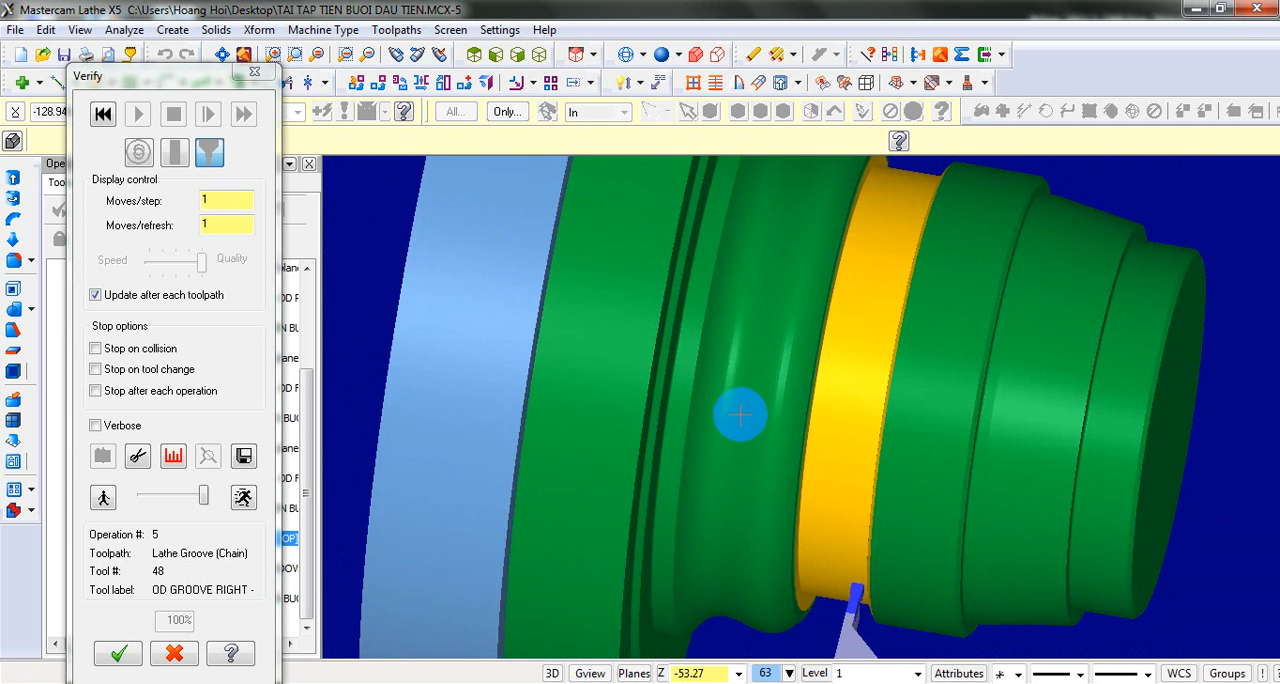 Mastercam Lathe X5 C:\Users\Hoang Hoi\Desktop\TAI TAP TIEN BUOI DAU TIEN.MCX-5
File Edit View Analyze Create Solids Xform Machine Type Toolpaths Screen Settings Help
Verify
-128.94
All... Only... In
Ope
Too
Display control
Moves/step: 1
Moves/refresh: 1
Speed Quality
Update after each toolpath
Stop options
Stop on collision
Stop on tool change
Stop after each operation
Verbose
Operation #: 5
Toolpath: Lathe Groove (Chain)
Tool #: 48
Tool label: OD GROOVE RIGHT -
100%
3D Gview Planes Z -53.27 63 Level 1 Attributes WCS Groups